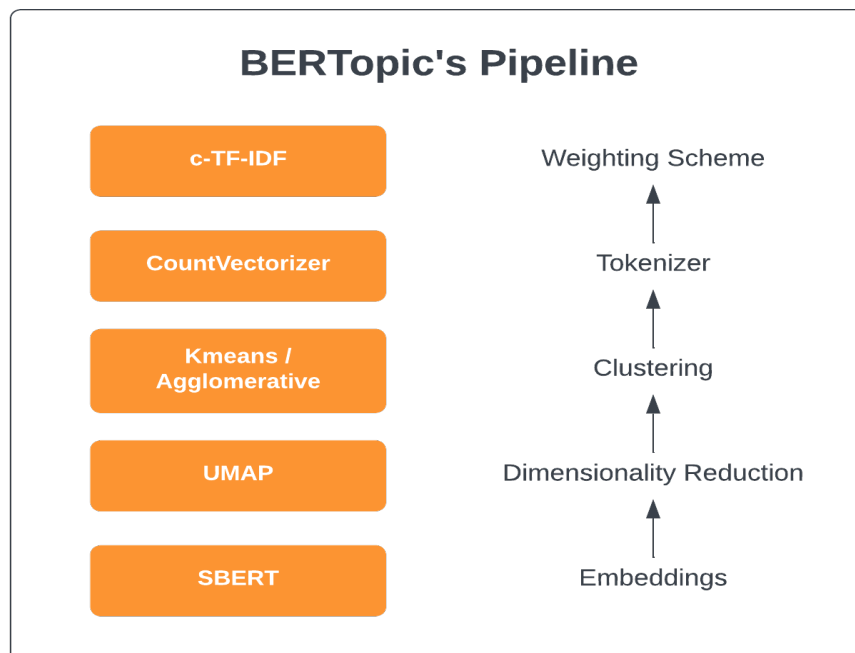 BERTopic's Pipeline
c-TF-IDF
Weighting Scheme
CountVectorizer
Tokenizer
Kmeans /
Agglomerative
Clustering
UMAP
Dimensionality Reduction
SBERT
Embeddings